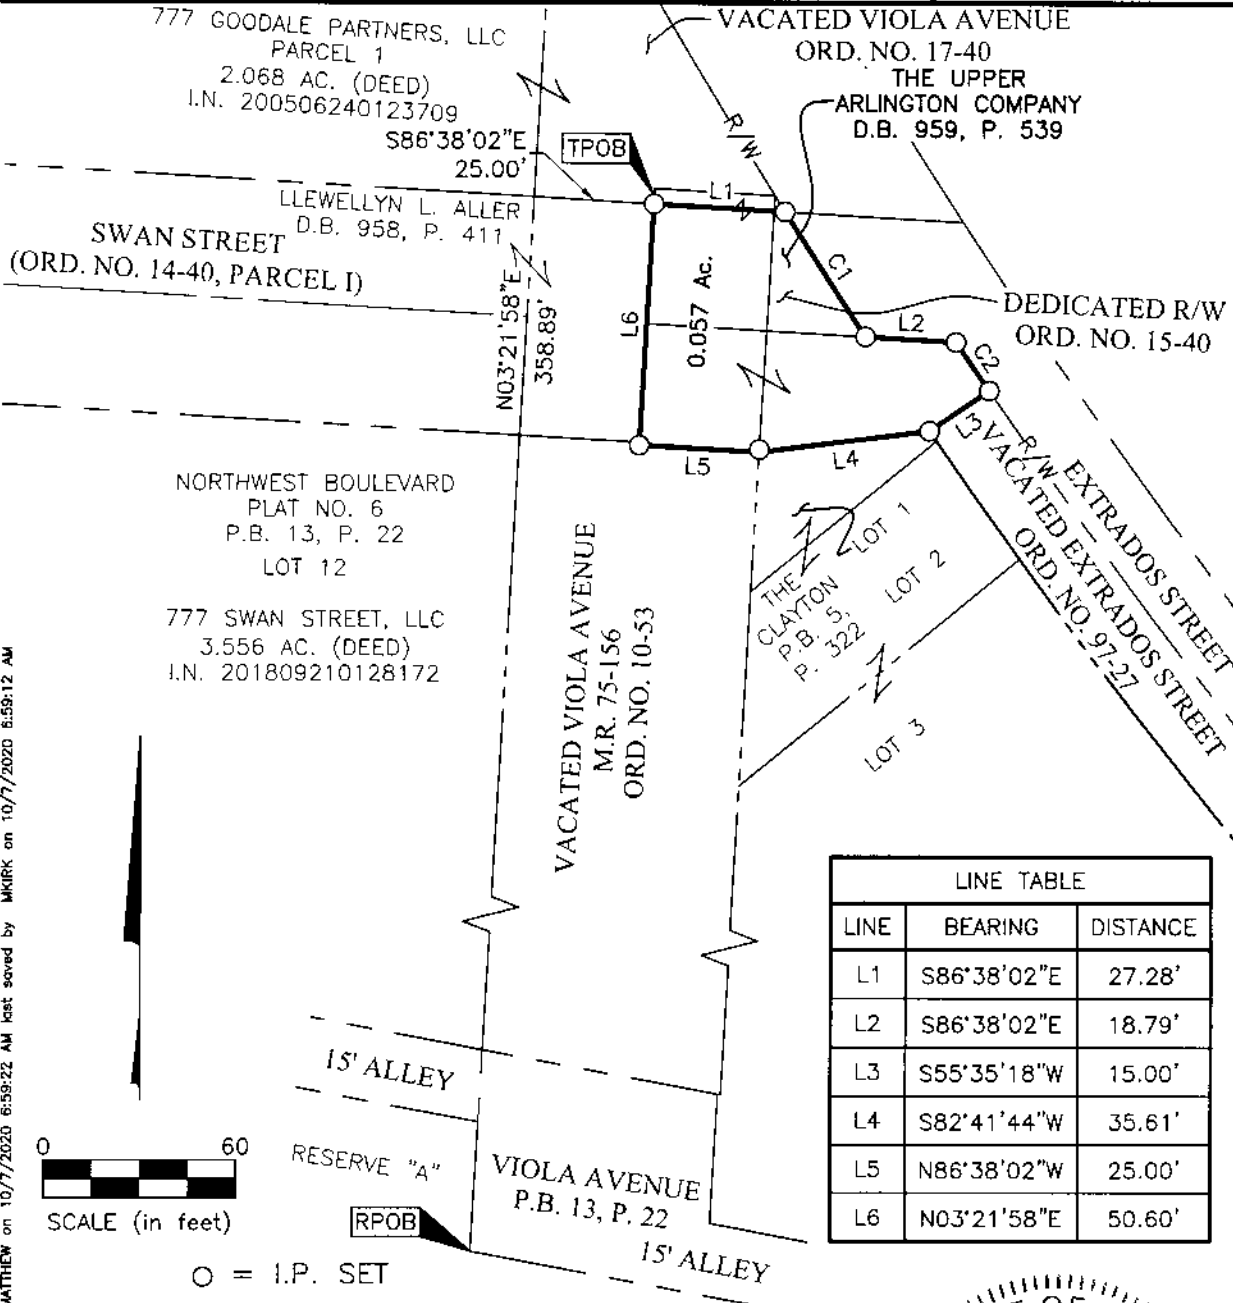 777 GOODALE PARTNERS, LLC
PARCEL 1
2.068 AC. (DEED)
I.N. 200506240123709
VACATED VIOLA AVENUE
ORD. NO. 17-40
THE UPPER
ARLINGTON COMPANY
D.B. 959, P. 539
R/W
S86°38'02"E
25.00'
TPOB
L1
LLEWELLYN L. ALLER
D.B. 958, P. 411
SWAN STREET
(ORD. NO. 14-40, PARCEL I)
N03°21'58"E
358.89'
L6
0.057 Ac.
C1
DEDICATED R/W
ORD. NO. 15-40
L2
C2
L3
L4
L5
R/W
EXTRADOS STREET
VACATED EXTRADOS STREET
ORD. NO. 97-27
NORTHWEST BOULEVARD
PLAT NO. 6
P.B. 13, P. 22
LOT 12
777 SWAN STREET, LLC
3.556 AC. (DEED)
I.N. 201809210128172
VACATED VIOLA AVENUE
M.R. 75-156
ORD. NO. 10-53
THE
CLAYTON
P.B. 5,
P. 322
LOT 1
LOT 2
LOT 3
LINE TABLE
LINE BEARING DISTANCE
L1 S86°38'02"E 27.28'
L2 S86°38'02"E 18.79'
L3 S55°35'18"W 15.00'
L4 S82°41'44"W 35.61'
L5 N86°38'02"W 25.00'
L6 N03°21'58"E 50.60'
15' ALLEY
RESERVE "A"
VIOLA AVENUE
P.B. 13, P. 22
RPOB
15' ALLEY
0 60
SCALE (in feet)
O = I.P. SET
MATTHEW on 10/7/2020 6:59:22 AM last saved by MKIRK on 10/7/2020 6:59:12 AM